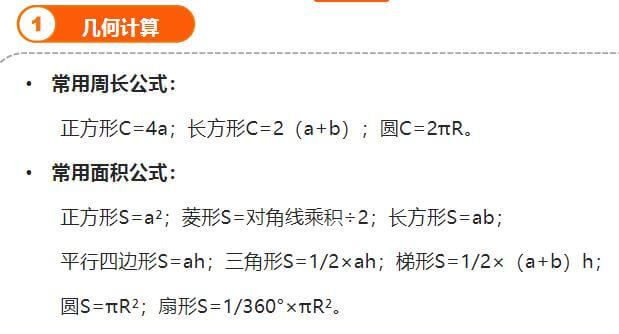 1 几何计算
• 常用周长公式：
正方形C=4a；长方形C=2（a+b）；圆C=2πR。
• 常用面积公式：
正方形S=a²；菱形S=对角线乘积÷2；长方形S=ab；
平行四边形S=ah；三角形S=1/2×ah；梯形S=1/2×（a+b）h；
圆S=πR²；扇形S=1/360°×πR²。